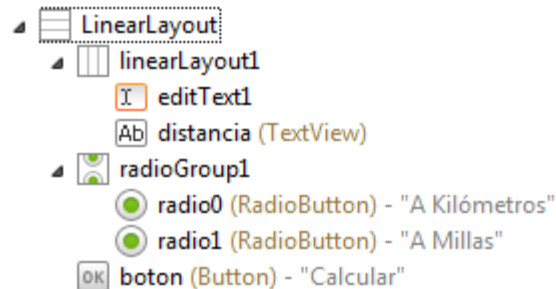 LinearLayout
linearLayout1
I editText1
Ab distancia (TextView)
radioGroup1
radio0 (RadioButton) - "A Kilómetros"
radio1 (RadioButton) - "A Millas"
OK boton (Button) - "Calcular"